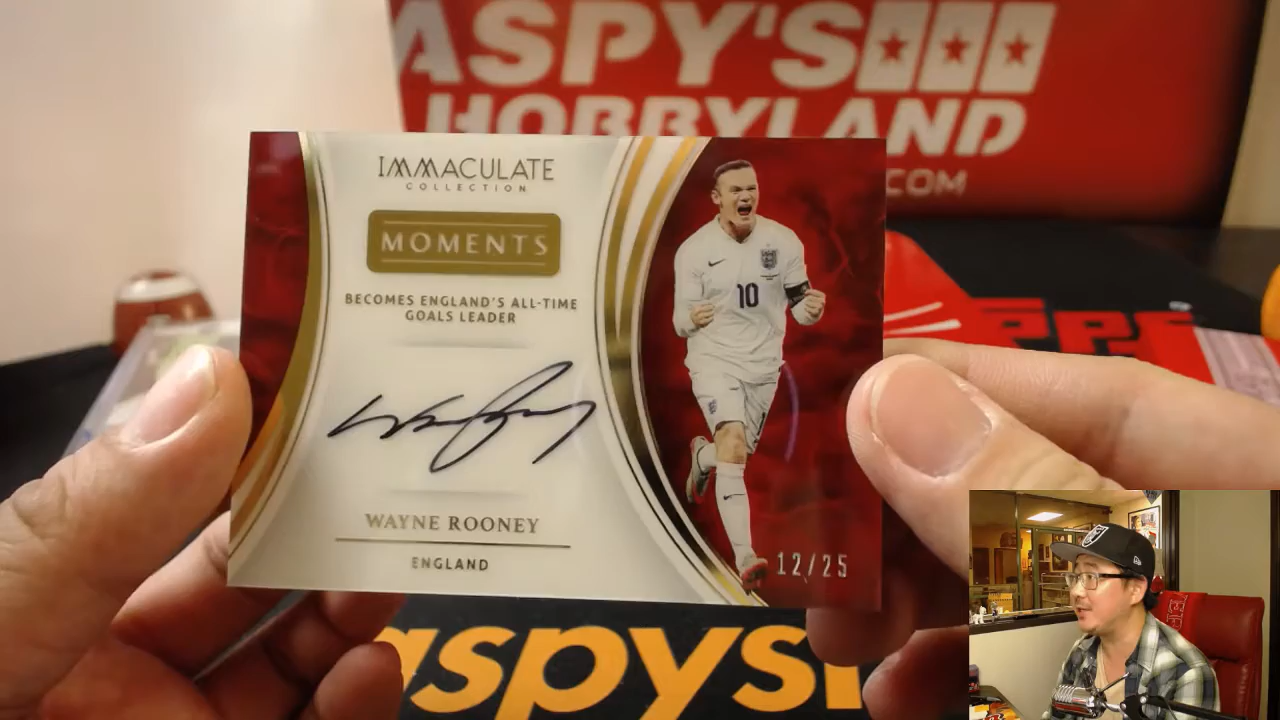 ASPY'S
HOBBYLAND
.COM
IMMACULATE
COLLECTION
MOMENTS
BECOMES ENGLAND'S ALL-TIME
GOALS LEADER
10
WAYNE ROONEY
ENGLAND
12/25
aspys